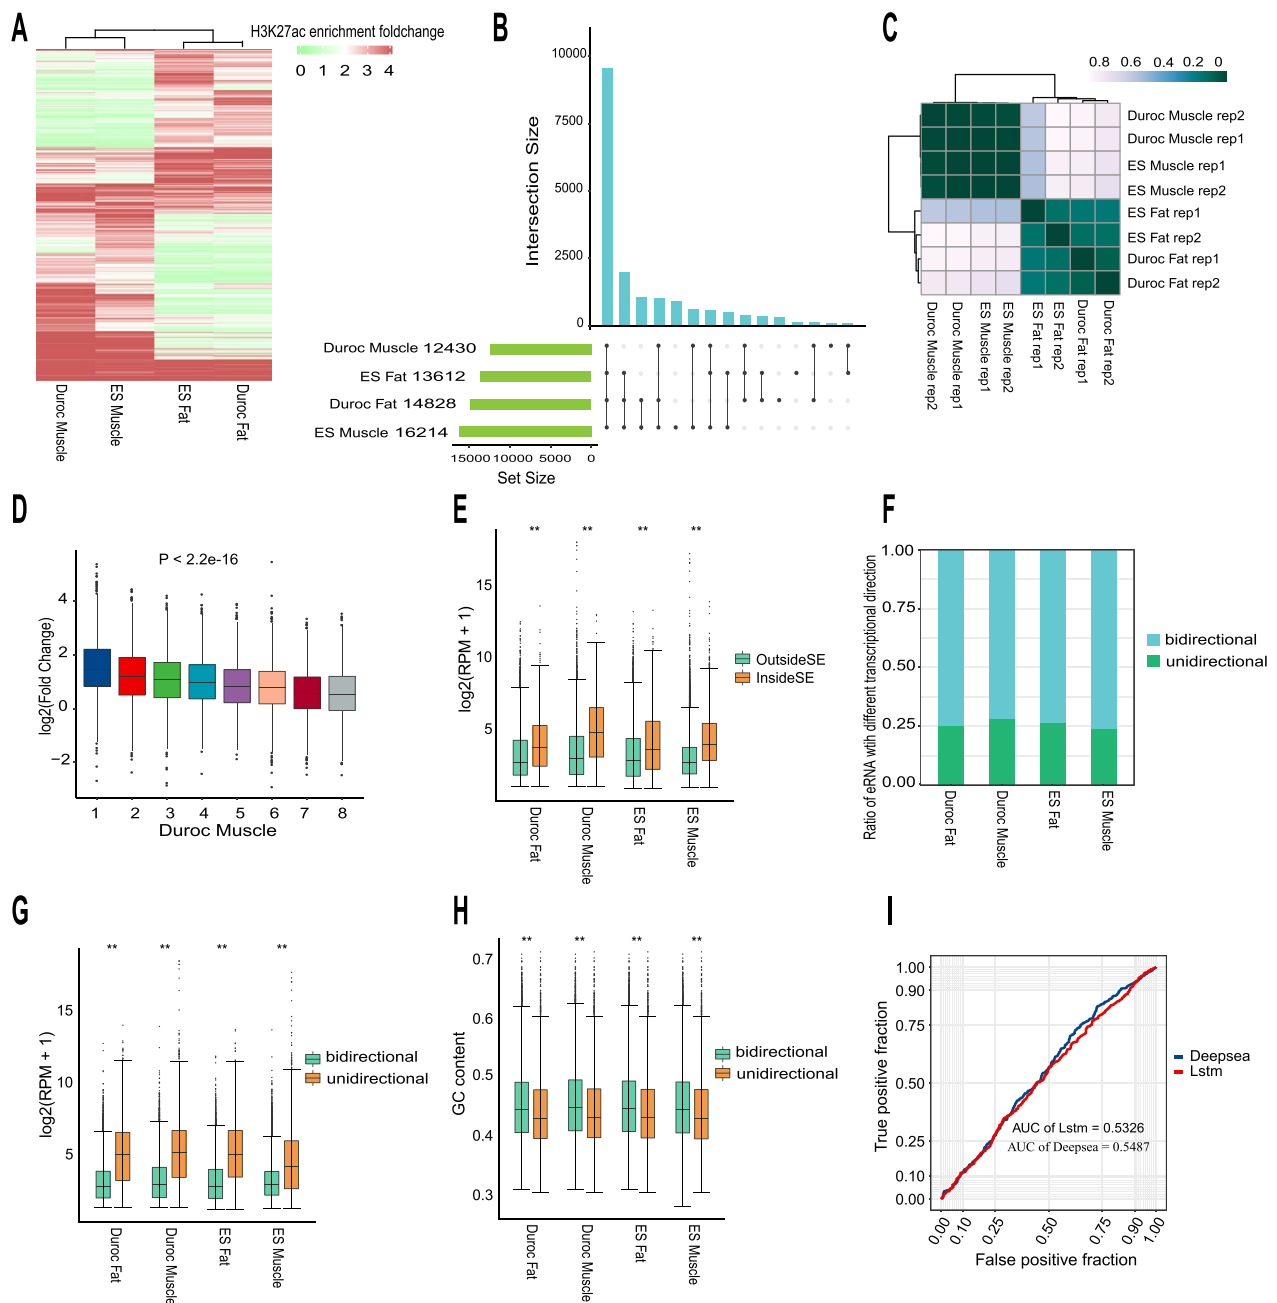 A
H3K27ac enrichment foldchange
0 1 2 3 4
Duroc Muscle
ES Muscle
ES Fat
Duroc Fat
B
Intersection Size
10000
7500
5000
2500
0
Duroc Muscle 12430
ES Fat 13612
Duroc Fat 14828
ES Muscle 16214
15000 10000 5000 0
Set Size
C
0.8 0.6 0.4 0.2 0
Duroc Muscle rep2
Duroc Muscle rep1
ES Muscle rep1
ES Muscle rep2
ES Fat rep1
ES Fat rep2
Duroc Fat rep1
Duroc Fat rep2
Duroc Muscle rep2
Duroc Muscle rep1
ES Muscle rep1
ES Muscle rep2
ES Fat rep1
ES Fat rep2
Duroc Fat rep1
Duroc Fat rep2
D
P < 2.2e-16
log2(Fold Change)
4
2
0
−2
1 2 3 4 5 6 7 8
Duroc Muscle
E
** ** ** **
log2(RPM + 1)
15
10
5
OutsideSE
InsideSE
Duroc Fat
Duroc Muscle
ES Fat
ES Muscle
F
Ratio of eRNA wtih different transcriptional direction
1.00
0.75
0.50
0.25
0.00
bidirectional
unidirectional
Duroc Fat
Duroc Muscle
ES Fat
ES Muscle
G
** ** ** **
log2(RPM + 1)
15
10
5
bidirectional
unidirectional
Duroc Fat
Duroc Muscle
ES Fat
ES Muscle
H
** ** ** **
GC content
0.7
0.6
0.5
0.4
0.3
bidirectional
unidirectional
Duroc Fat
Duroc Muscle
ES Fat
ES Muscle
I
True positive fraction
1.00
0.90
0.75
0.50
0.25
0.10
0.00
AUC of Lstm = 0.5326
AUC of Deepsea = 0.5487
Deepsea
Lstm
0.00 0.10 0.25 0.50 0.75 0.90 1.00
False positive fraction